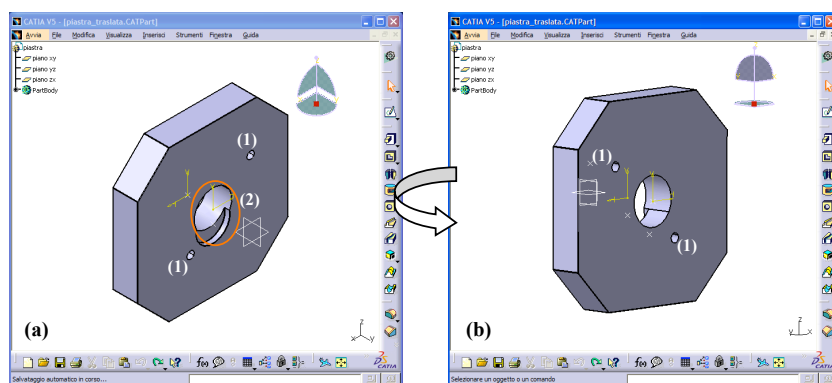 CATIA V5 - [piastra_traslata.CATPart]
Avvia File Modifica Visualizza Inserisci Strumenti Finestra Guida
piastra
piano xy
piano yz
piano zx
PartBody
(1)
(2)
(1)
(a)
z
x y
f(x)
CATIA
Salvataggio automatico in corso...
CATIA V5 - [piastra_traslata.CATPart]
Avvia File Modifica Visualizza Inserisci Strumenti Finestra Guida
piastra
piano xy
piano yz
piano zx
PartBody
(1)
(1)
(b)
z
y x
f(x)
CATIA
Selezionare un oggetto o un comando